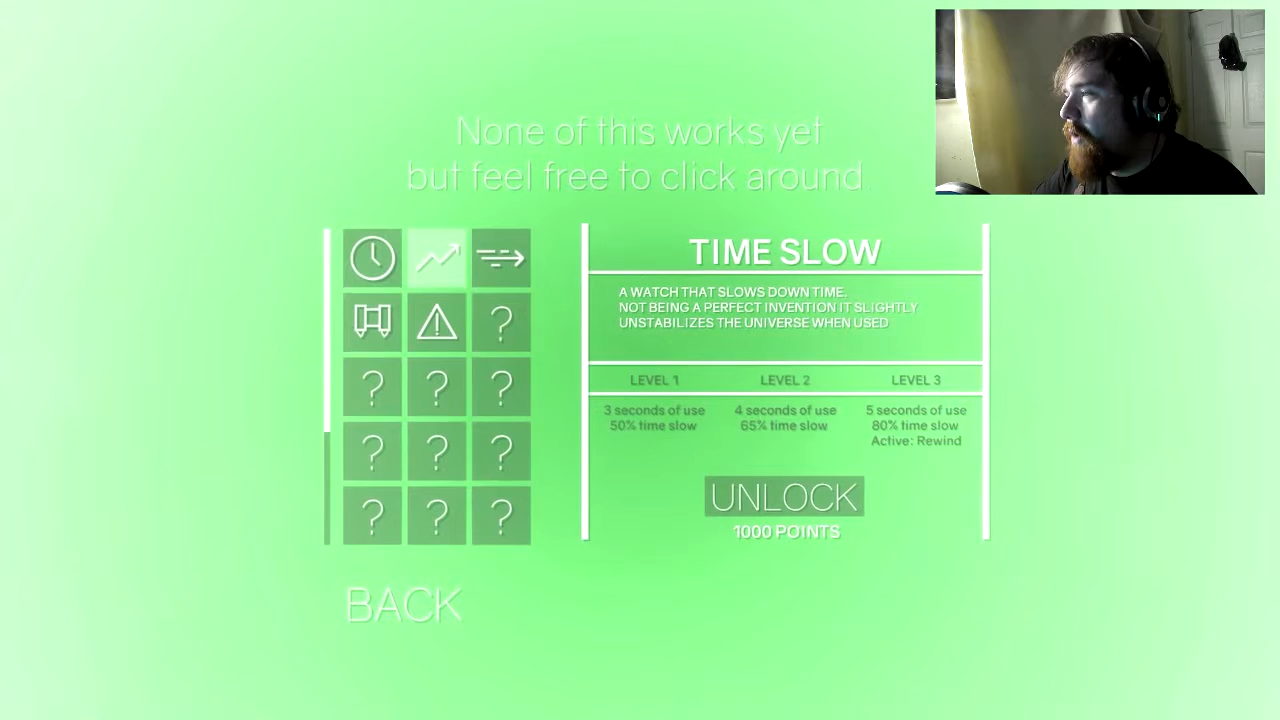 None of this works yet
but feel free to click around.
TIME SLOW
A WATCH THAT SLOWS DOWN TIME.
NOT BEING A PERFECT INVENTION IT SLIGHTLY
UNSTABILIZES THE UNIVERSE WHEN USED
LEVEL 1 LEVEL 2 LEVEL 3
3 seconds of use 4 seconds of use 5 seconds of use
50% time slow 65% time slow 80% time slow
Active: Rewind
?
? ? ?
? ? ?
? ? ?
UNLOCK
1000 POINTS
BACK